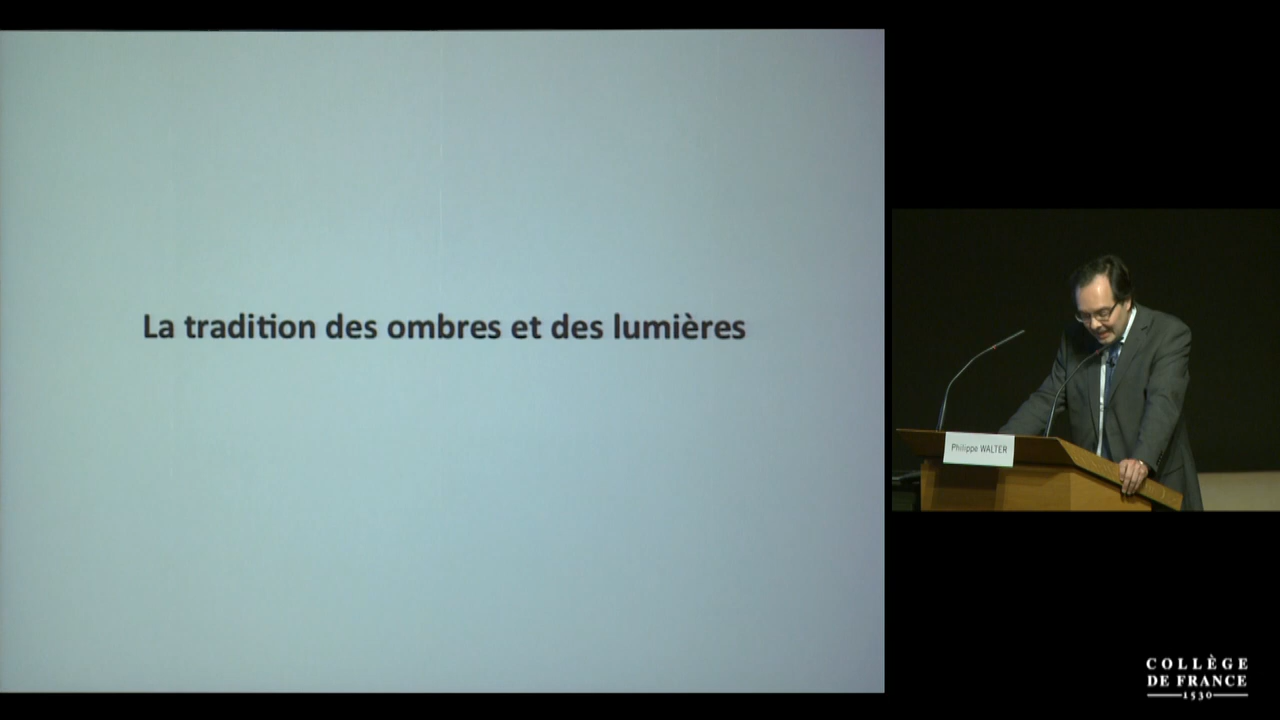 La tradition des ombres et des lumières
Philippe WALTER
COLLÈGE
DE FRANCE
1530